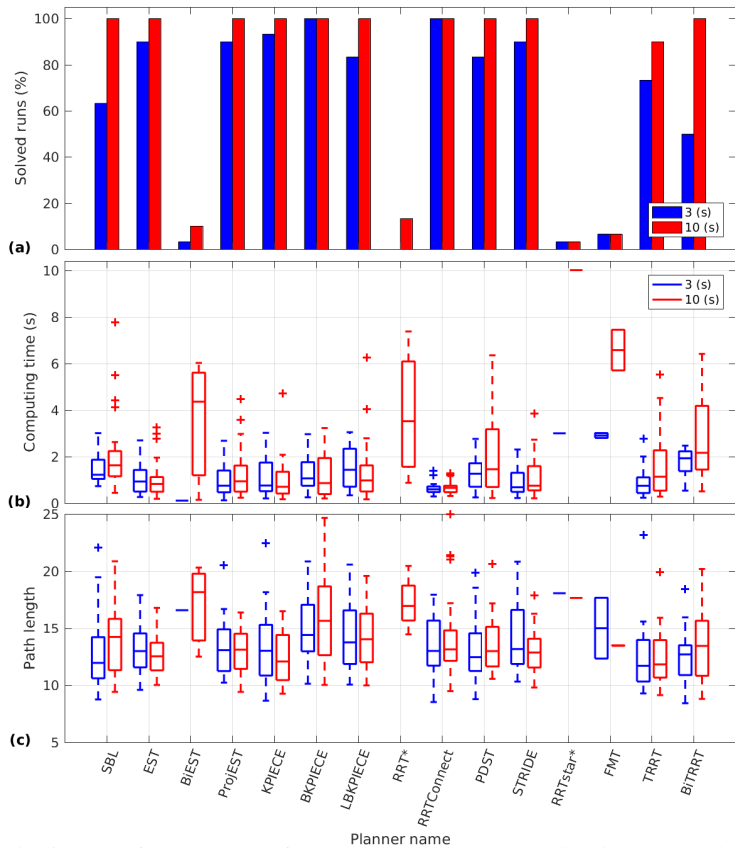 100
80
60
40
20
0
Solved runs (%)
3 (s)
10 (s)
(a)
10
8
6
4
2
0
Computing time (s)
3 (s)
10 (s)
(b)
25
20
15
10
5
Path length
(c)
SBL
EST
BiEST
ProjEST
KPIECE
BKPIECE
LBKPIECE
RRT*
RRTConnect
PDST
STRIDE
RRTstar*
FMT
TRRT
BiTRRT
Planner name